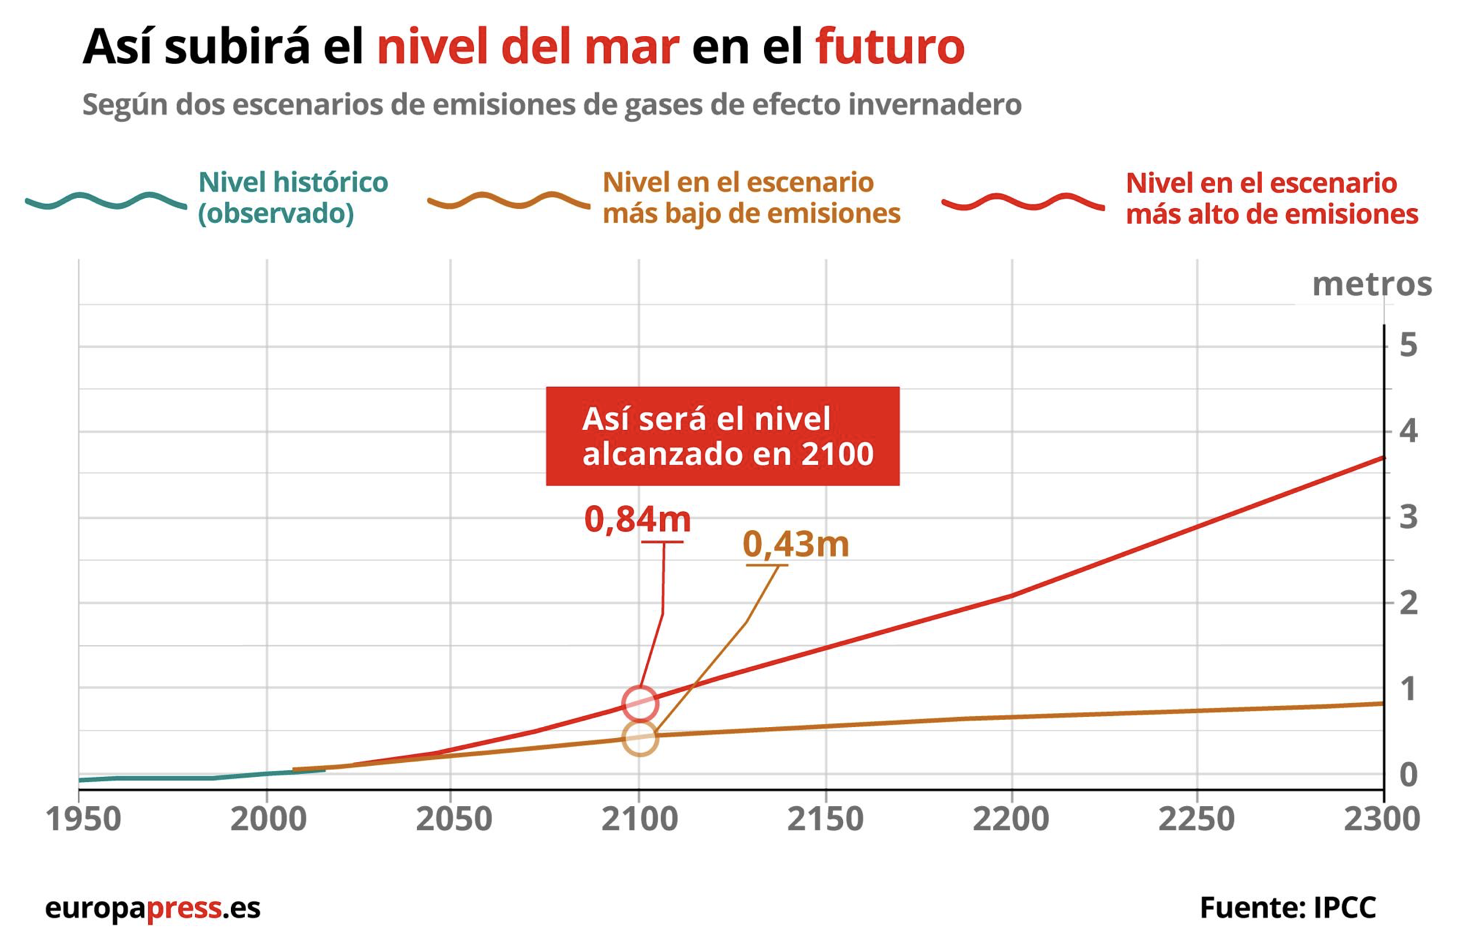 Así subirá el nivel del mar en el futuro
Según dos escenarios de emisiones de gases de efecto invernadero
Nivel histórico
(observado)
Nivel en el escenario
más bajo de emisiones
Nivel en el escenario
más alto de emisiones
metros
5
4
3
2
1
0
Así será el nivel
alcanzado en 2100
0,84m
0,43m
1950 2000 2050 2100 2150 2200 2250 2300
europapress.es
Fuente: IPCC